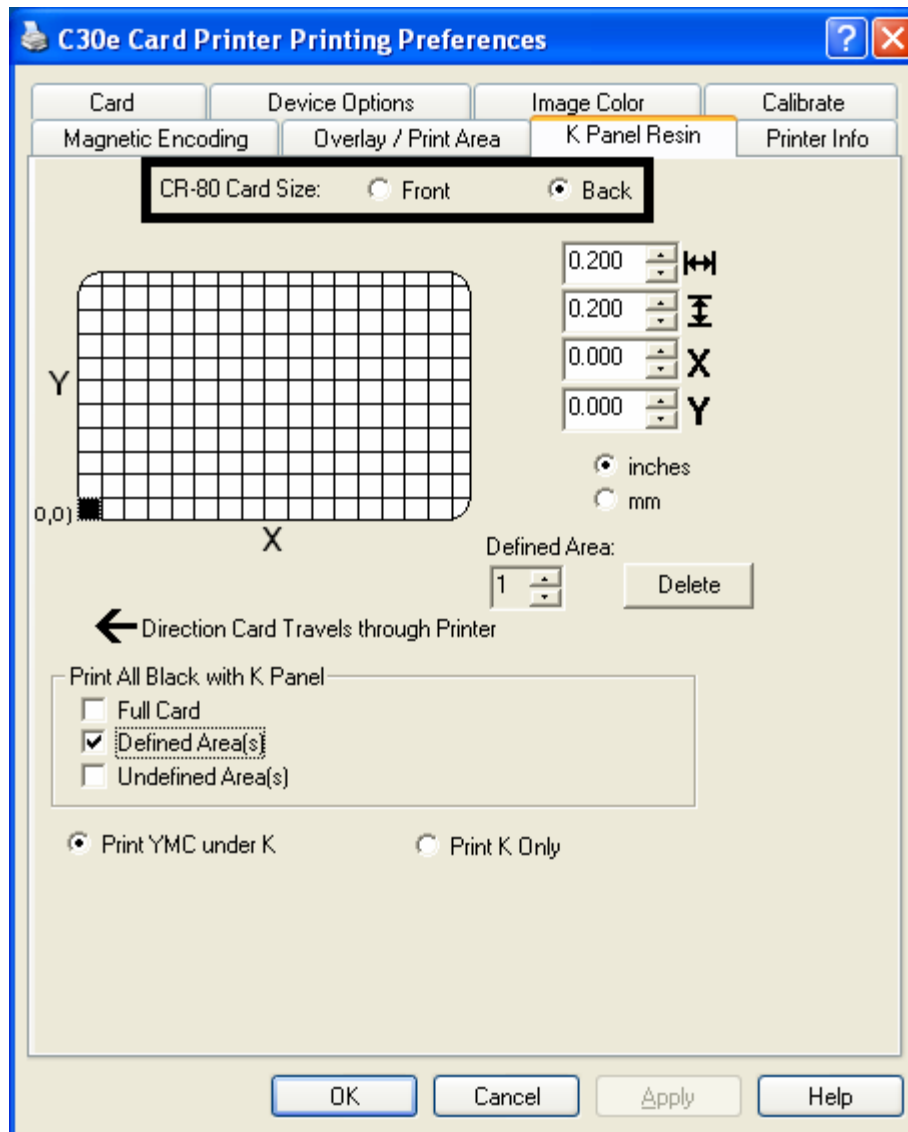 C30e Card Printer Printing Preferences
Card Device Options Image Color Calibrate
Magnetic Encoding Overlay / Print Area K Panel Resin Printer Info
CR-80 Card Size: Front Back
0.200
0.200
0.000 X
0.000 Y
Y
inches
mm
0,0)
X
Defined Area:
1 Delete
Direction Card Travels through Printer
Print All Black with K Panel
Full Card
Defined Area(s)
Undefined Area(s)
Print YMC under K Print K Only
OK Cancel Apply Help